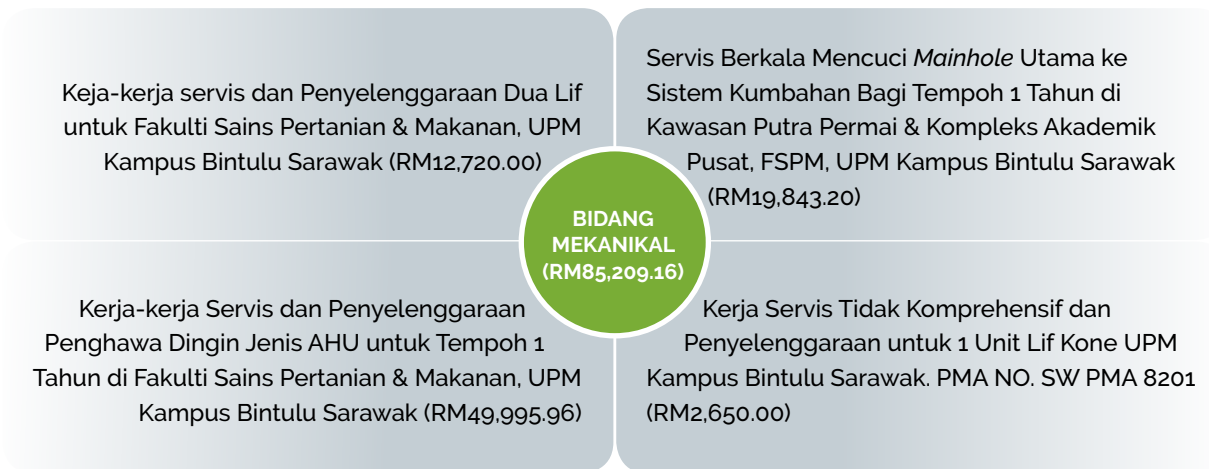 Keja-kerja servis dan Penyelenggaraan Dua Lif
untuk Fakulti Sains Pertanian & Makanan, UPM
Kampus Bintulu Sarawak (RM12,720.00)
Servis Berkala Mencuci Mainhole Utama ke
Sistem Kumbahan Bagi Tempoh 1 Tahun di
Kawasan Putra Permai & Kompleks Akademik
Pusat, FSPM, UPM Kampus Bintulu Sarawak
(RM19,843.20)
BIDANG
MEKANIKAL
(RM85,209.16)
Kerja-kerja Servis dan Penyelenggaraan
Penghawa Dingin Jenis AHU untuk Tempoh 1
Tahun di Fakulti Sains Pertanian & Makanan, UPM
Kampus Bintulu Sarawak (RM49,995.96)
Kerja Servis Tidak Komprehensif dan
Penyelenggaraan untuk 1 Unit Lif Kone UPM
Kampus Bintulu Sarawak. PMA NO. SW PMA 8201
(RM2,650.00)